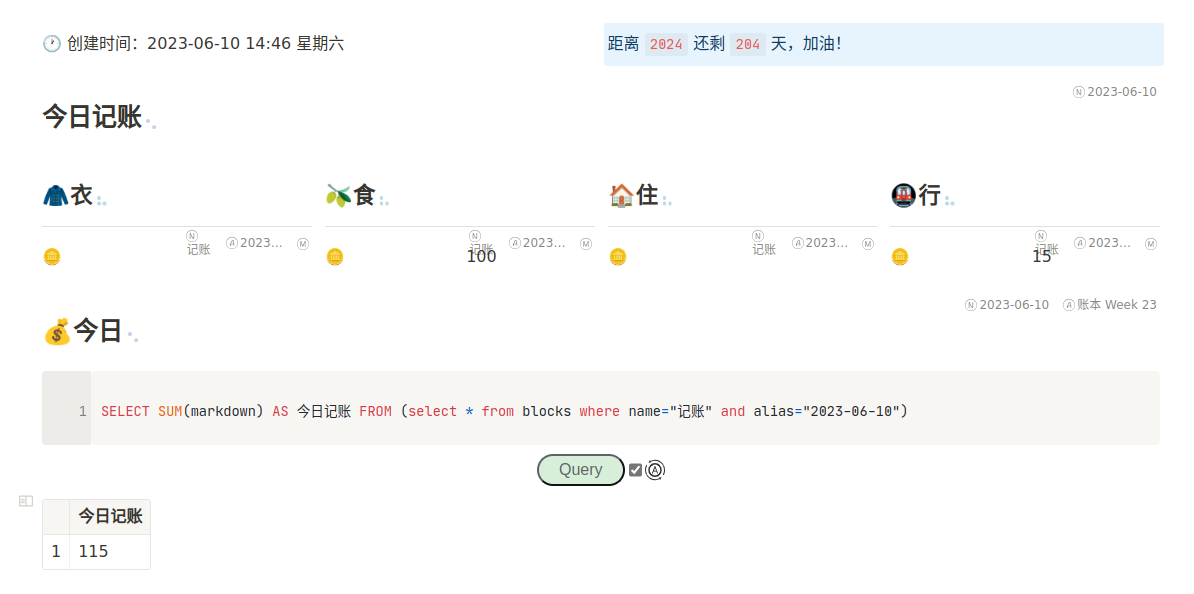 🕐 创建时间：2023-06-10 14:46 星期六
距离 2024 还剩 204 天，加油！
Ⓝ 2023-06-10
今日记账
🧥衣
🫒食
🏠住
🚇行
Ⓝ 记账 Ⓐ 2023... Ⓜ
🪙
Ⓝ 记账 Ⓐ 2023... Ⓜ
🪙 100
Ⓝ 记账 Ⓐ 2023... Ⓜ
🪙
Ⓝ 记账 Ⓐ 2023... Ⓜ
🪙 15
Ⓝ 2023-06-10 Ⓐ 账本 Week 23
💰今日
1 SELECT SUM(markdown) AS 今日记账 FROM (select * from blocks where name="记账" and alias="2023-06-10")
Query Ⓐ
今日记账
1 115